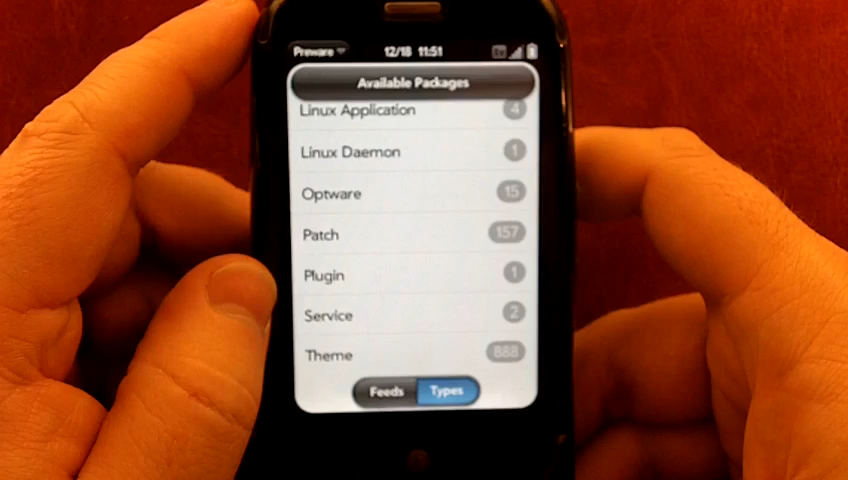 Preware 12/18 11:51 Ev
Available Packages
Linux Application 4
Linux Daemon 1
Optware 15
Patch 157
Plugin 1
Service 2
Theme 888
Feeds Types